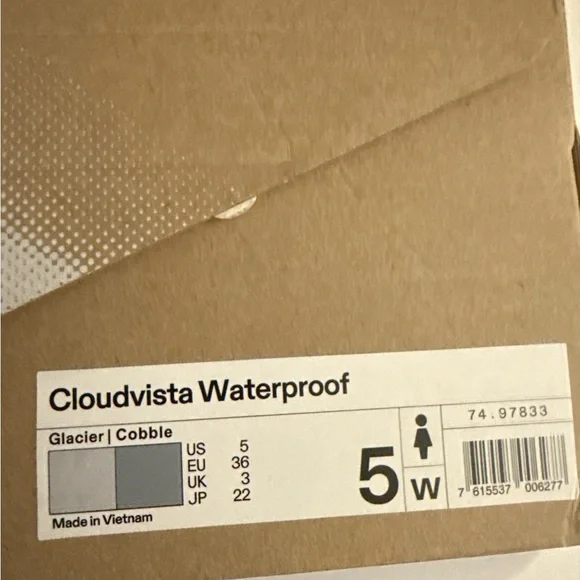 Cloudvista Waterproof
Glacier | Cobble
US 5
EU 36
UK 3
JP 22
Made in Vietnam
5
W
74.97833
7 615537 006277